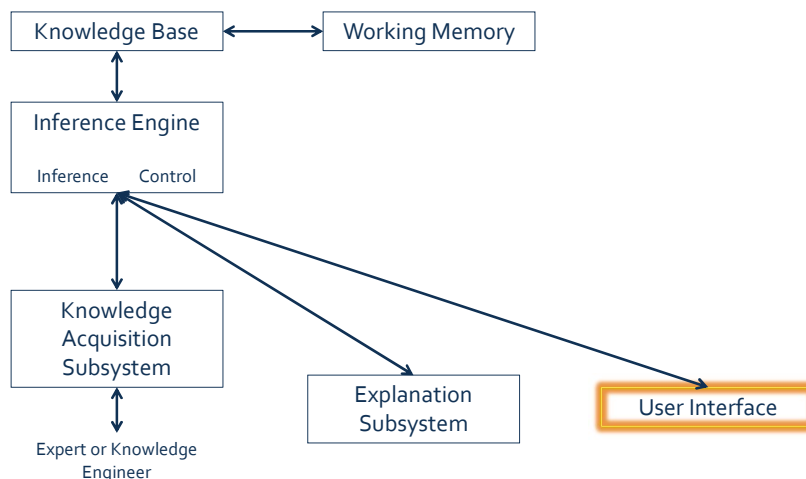 Knowledge Base
Working Memory
Inference Engine
Inference
Control
Knowledge
Acquisition
Subsystem
Explanation
Subsystem
User Interface
Expert or Knowledge
Engineer